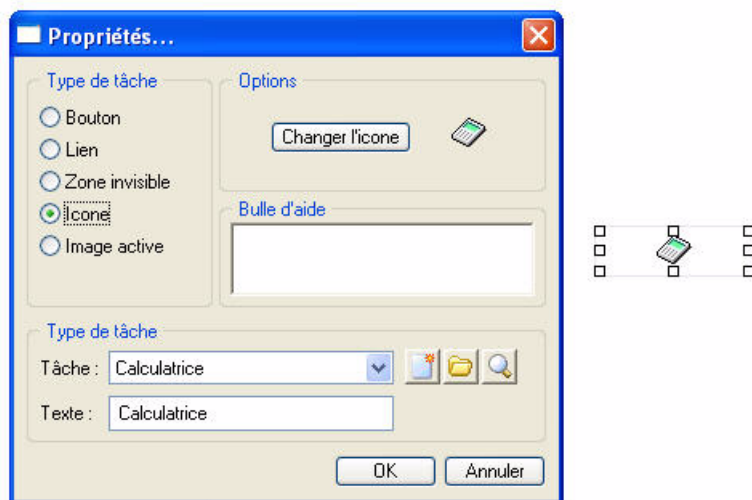 Propriétés...
Type de tâche
Bouton
Lien
Zone invisible
Icone
Image active
Options
Changer l'icone
Bulle d'aide
Type de tâche
Tâche : Calculatrice
Texte : Calculatrice
OK Annuler